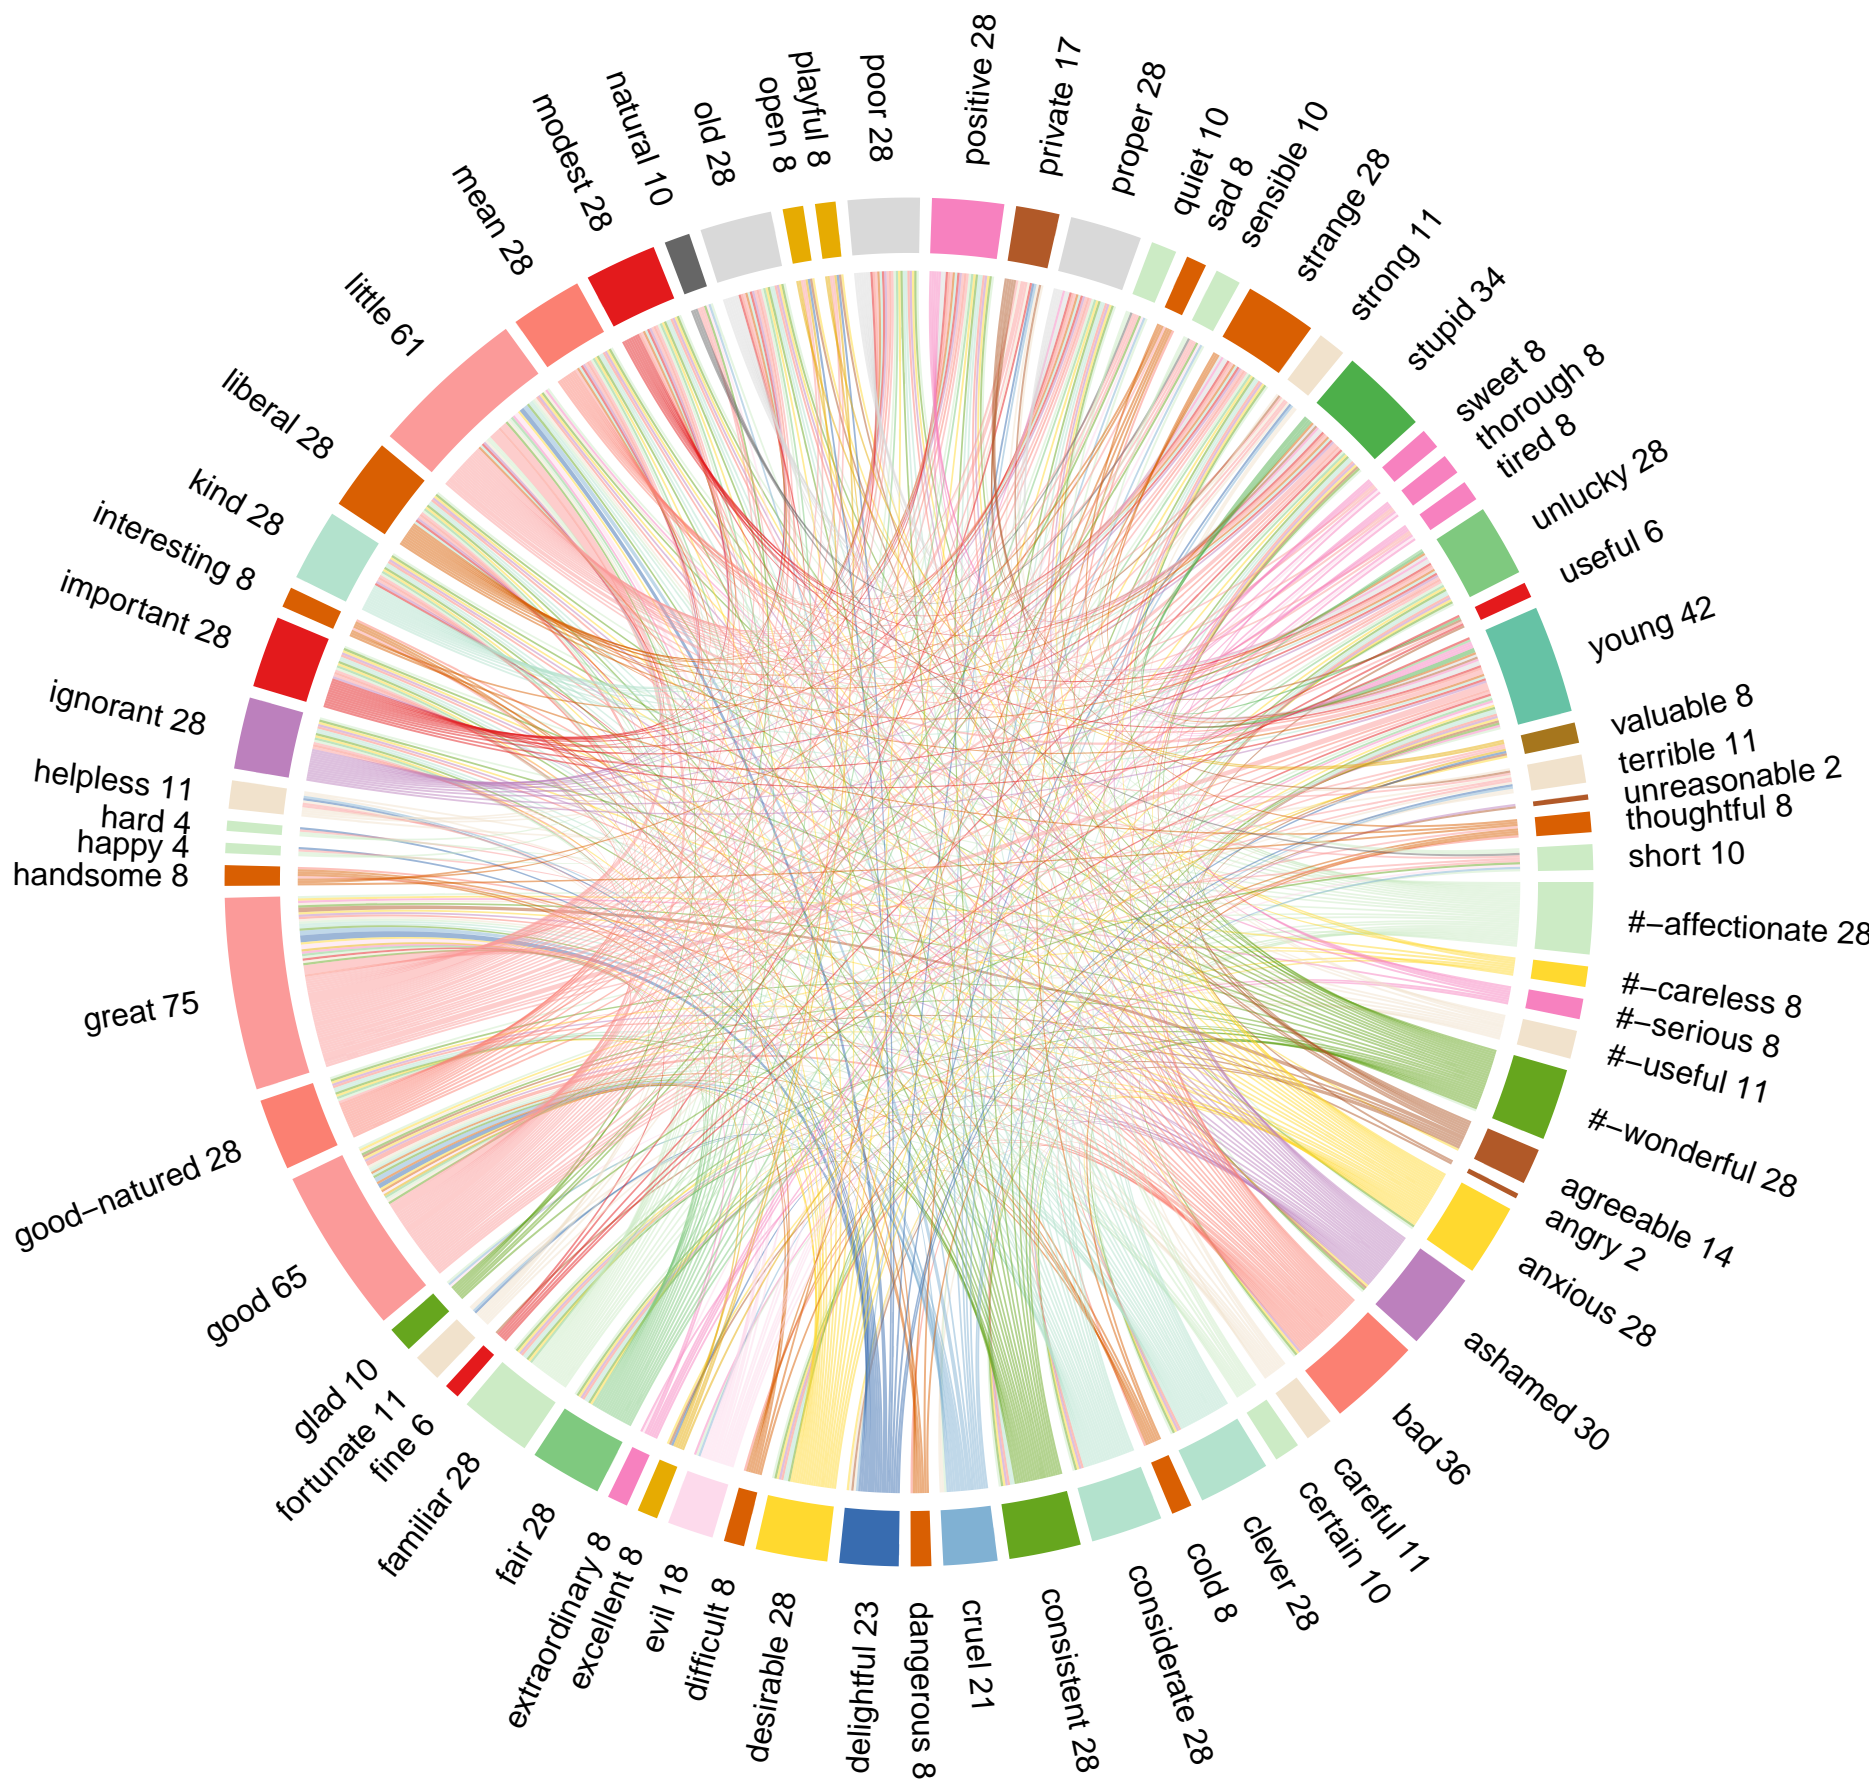 positive 28
private 17
proper 28
quiet 10
sad 8
sensible 10
strange 28
strong 11
stupid 34
sweet 8
thorough 8
tired 8
unlucky 28
useful 6
young 42
valuable 8
terrible 11
unreasonable 2
thoughtful 8
short 10
#−affectionate 28
#−careless 8
#−serious 8
#−useful 11
#−wonderful 28
agreeable 14
angry 2
anxious 28
ashamed 30
bad 36
careful 11
certain 10
clever 28
cold 8
considerate 28
consistent 28
cruel 21
dangerous 8
delightful 23
desirable 28
difficult 8
evil 18
excellent 8
extraordinary 8
fair 28
familiar 28
fine 6
fortunate 11
glad 10
good 65
good−natured 28
great 75
handsome 8
happy 4
hard 4
helpless 11
ignorant 28
important 28
interesting 8
kind 28
liberal 28
little 61
mean 28
modest 28
natural 10
old 28
open 8
playful 8
poor 28